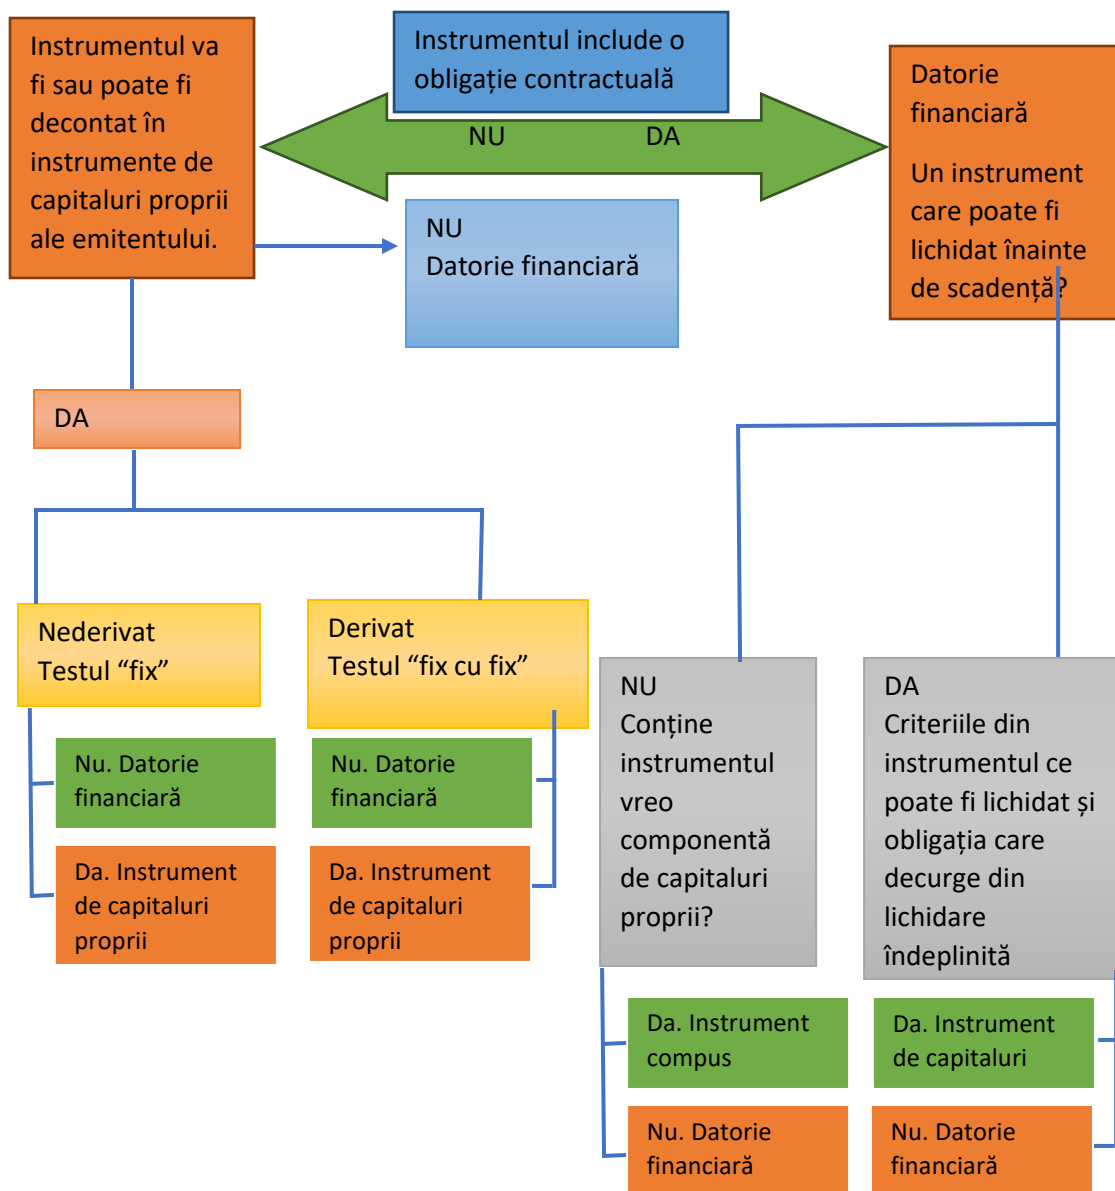 Instrumentul va
fi sau poate fi
decontat în
instrumente de
capitaluri proprii
ale emitentului.
Instrumentul include o
obligație contractuală
NU DA
Datorie
financiară
Un instrument
care poate fi
lichidat înainte
de scadență?
NU
Datorie financiară
DA
Nederivat
Testul “fix”
Derivat
Testul “fix cu fix”
Nu. Datorie
financiară
Da. Instrument
de capitaluri
proprii
Nu. Datorie
financiară
Da. Instrument
de capitaluri
proprii
NU
Conține
instrumentul
vreo
componentă
de capitaluri
proprii?
DA
Criteriile din
instrumentul ce
poate fi lichidat și
obligația care
decurge din
lichidare
îndeplinită
Da. Instrument
compus
Nu. Datorie
financiară
Da. Instrument
de capitaluri
Nu. Datorie
financiară